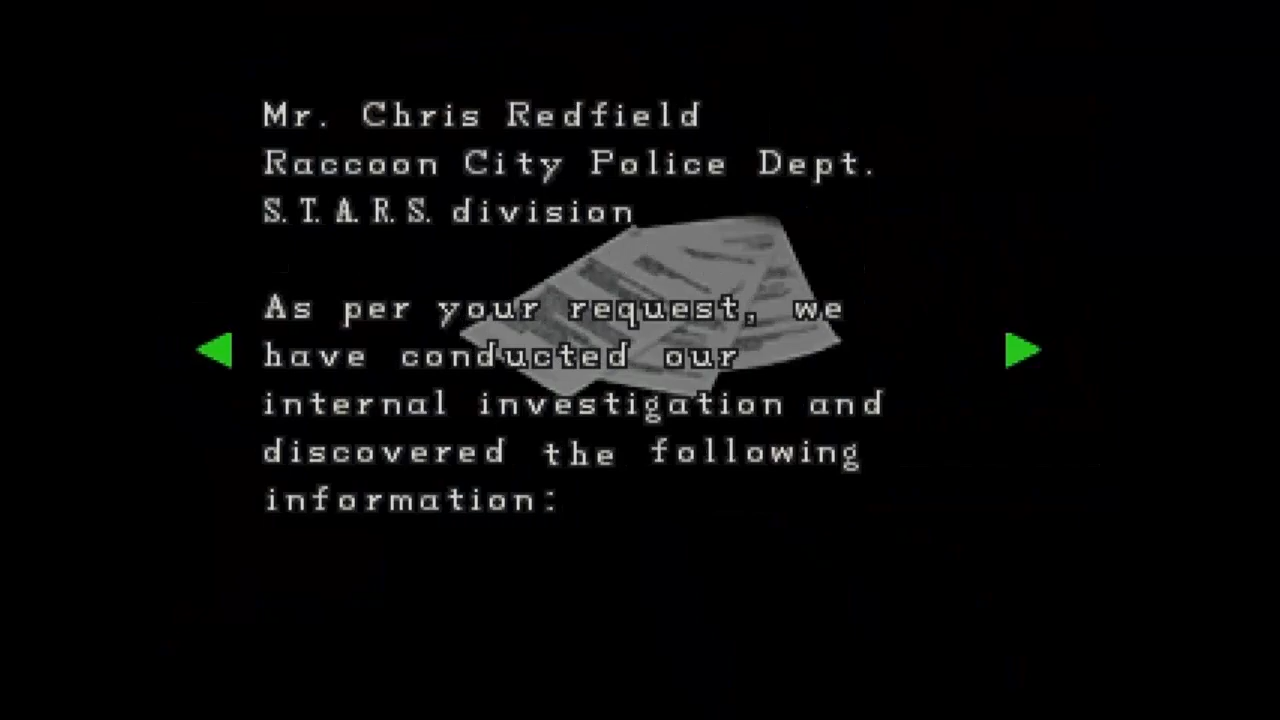 Mr. Chris Redfield
Raccoon City Police Dept.
S.T.A.R.S. division
As per your request, we
have conducted our
internal investigation and
discovered the following
information: